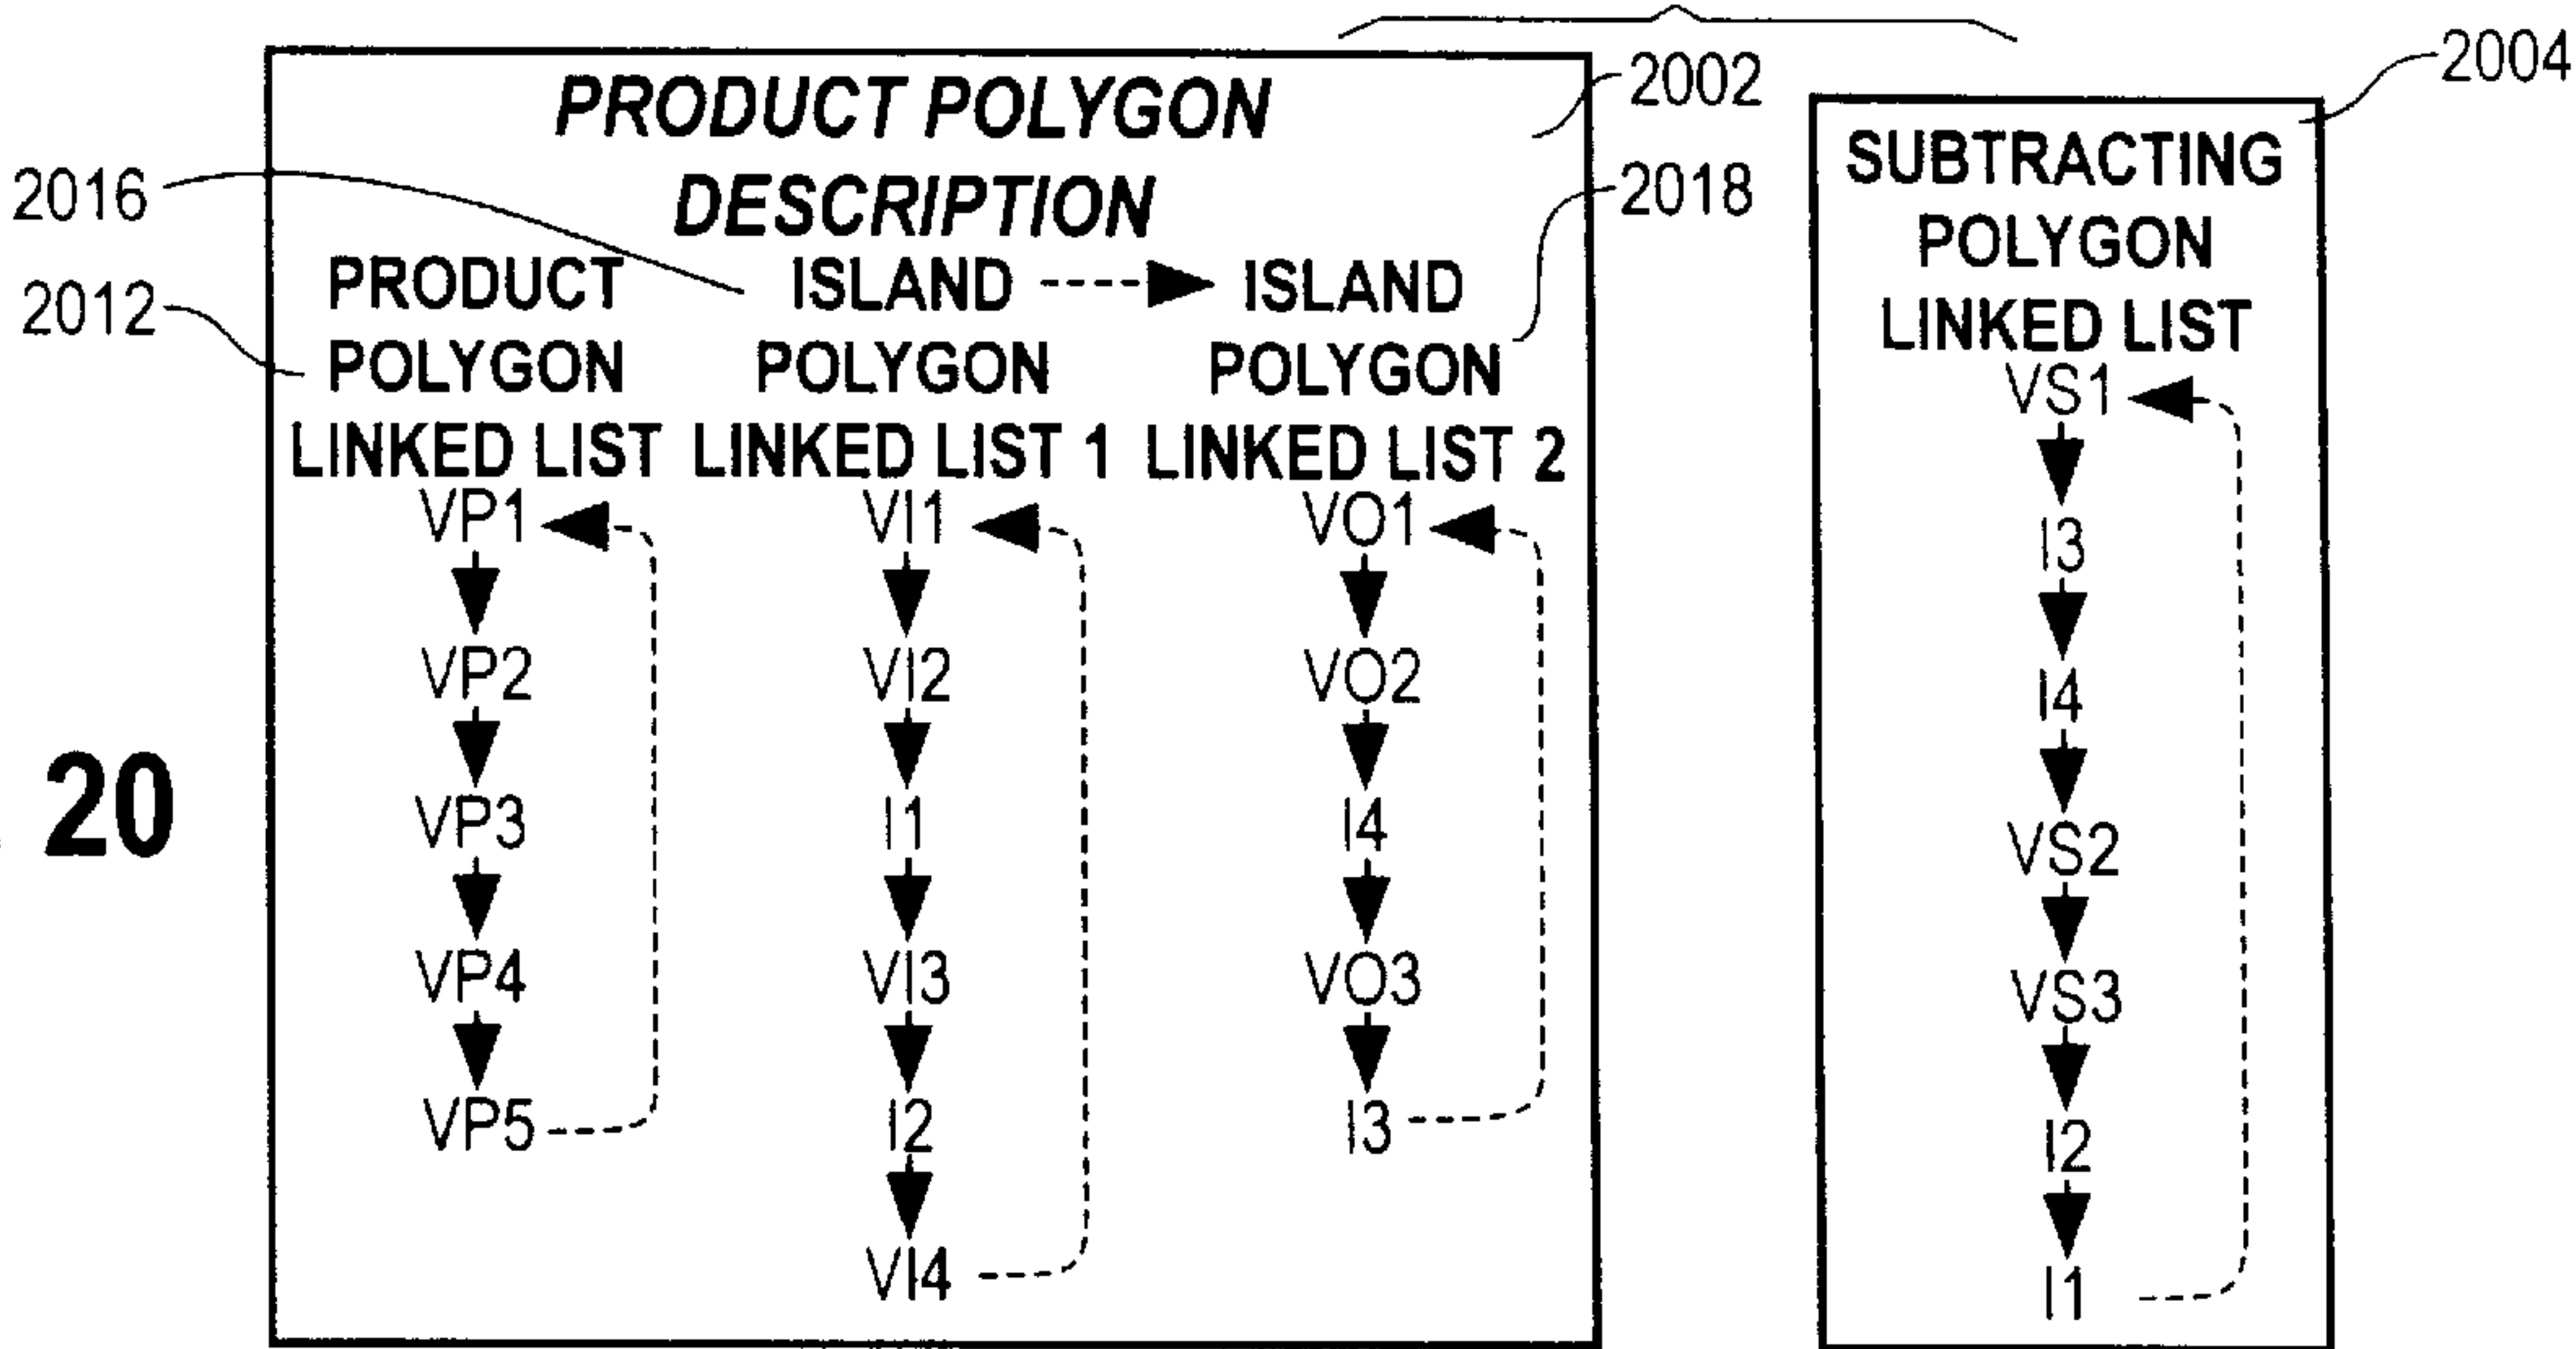 2002
2004
PRODUCT POLYGON
DESCRIPTION
2016
2018
2012
PRODUCT
POLYGON
LINKED LIST
VP1
VP2
VP3
VP4
VP5
ISLAND
POLYGON
LINKED LIST 1
VI1
VI2
I1
VI3
I2
VI4
ISLAND
POLYGON
LINKED LIST 2
VO1
VO2
I4
VO3
I3
SUBTRACTING
POLYGON
LINKED LIST
VS1
I3
I4
VS2
VS3
I2
I1
20